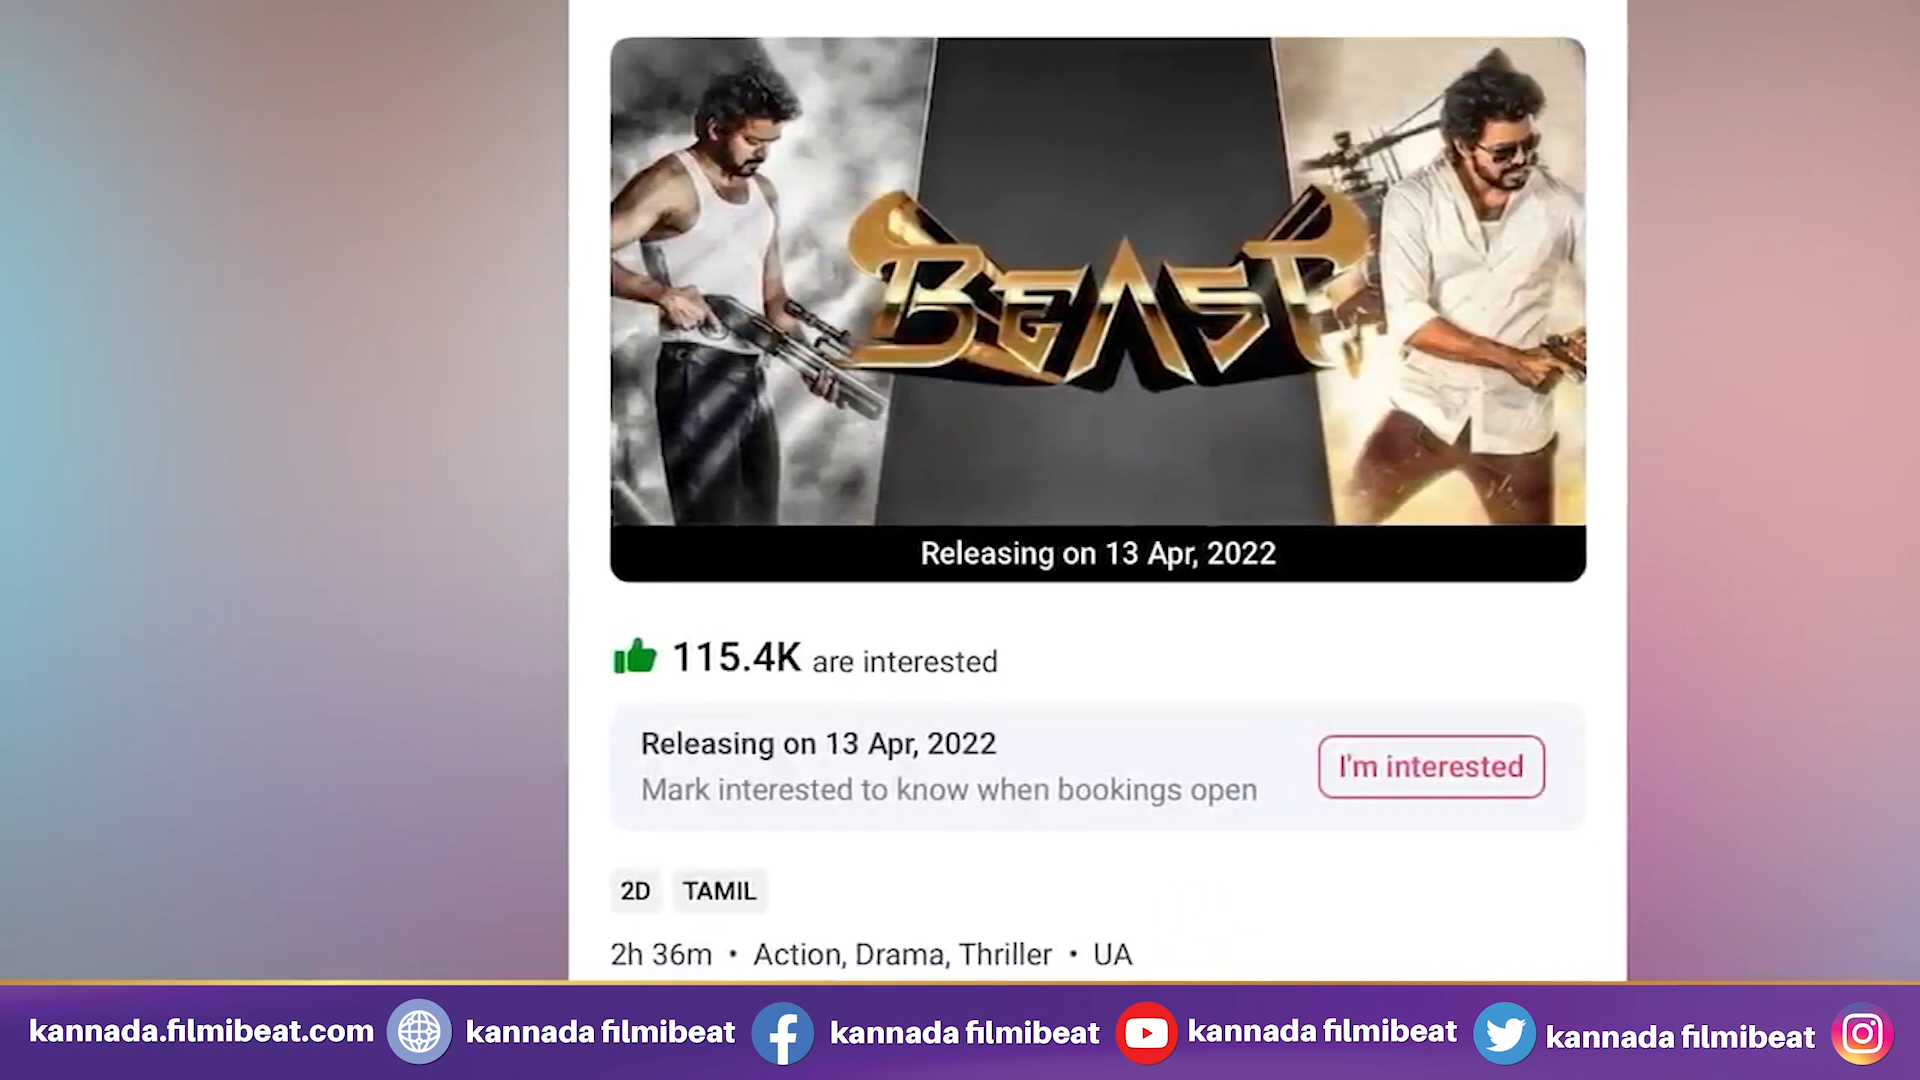 BEAST
Releasing on 13 Apr, 2022
115.4K are interested
Releasing on 13 Apr, 2022
Mark interested to know when bookings open
I'm interested
2D TAMIL
2h 36m • Action, Drama, Thriller • UA
kannada.filmibeat.com kannada filmibeat kannada filmibeat kannada filmibeat kannada filmibeat